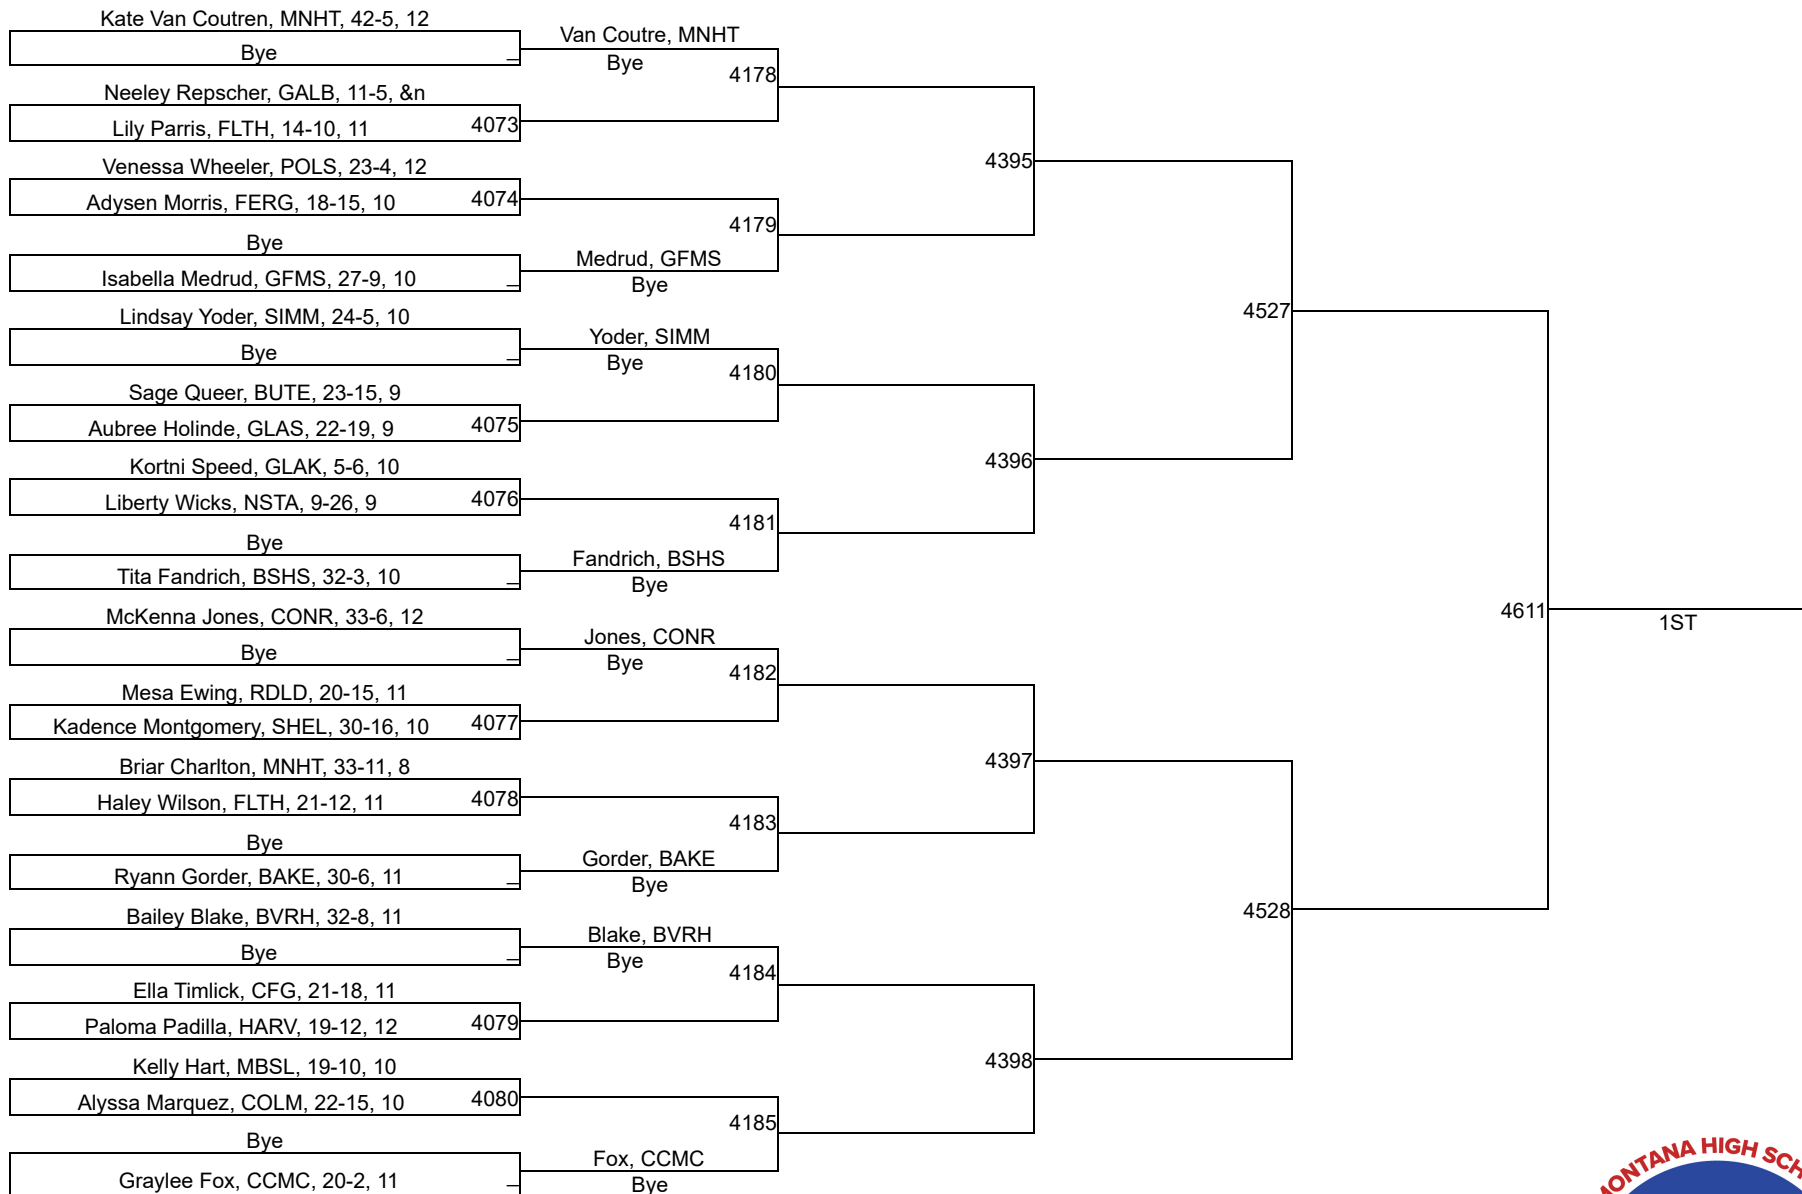 Kate Van Coutren, MNHT, 42-5, 12
Bye _
Van Coutre, MNHT
Bye
4178
Neeley Repscher, GALB, 11-5, &n
Lily Parris, FLTH, 14-10, 11 4073
4395
Venessa Wheeler, POLS, 23-4, 12
Adysen Morris, FERG, 18-15, 10 4074
4179
Bye
Isabella Medrud, GFMS, 27-9, 10 _
Medrud, GFMS
Bye
4527
Lindsay Yoder, SIMM, 24-5, 10
Bye _
Yoder, SIMM
Bye
4180
Sage Queer, BUTE, 23-15, 9
Aubree Holinde, GLAS, 22-19, 9 4075
4396
Kortni Speed, GLAK, 5-6, 10
Liberty Wicks, NSTA, 9-26, 9 4076
4181
Bye
Tita Fandrich, BSHS, 32-3, 10 _
Fandrich, BSHS
Bye
4611
1ST
McKenna Jones, CONR, 33-6, 12
Bye _
Jones, CONR
Bye
4182
Mesa Ewing, RDLD, 20-15, 11
Kadence Montgomery, SHEL, 30-16, 10 4077
4397
Briar Charlton, MNHT, 33-11, 8
Haley Wilson, FLTH, 21-12, 11 4078
4183
Bye
Ryann Gorder, BAKE, 30-6, 11 _
Gorder, BAKE
Bye
4528
Bailey Blake, BVRH, 32-8, 11
Bye _
Blake, BVRH
Bye
4184
Ella Timlick, CFG, 21-18, 11
Paloma Padilla, HARV, 19-12, 12 4079
4398
Kelly Hart, MBSL, 19-10, 10
Alyssa Marquez, COLM, 22-15, 10 4080
4185
Bye
Graylee Fox, CCMC, 20-2, 11 _
Fox, CCMC
Bye
MONTANA HIGH SCH